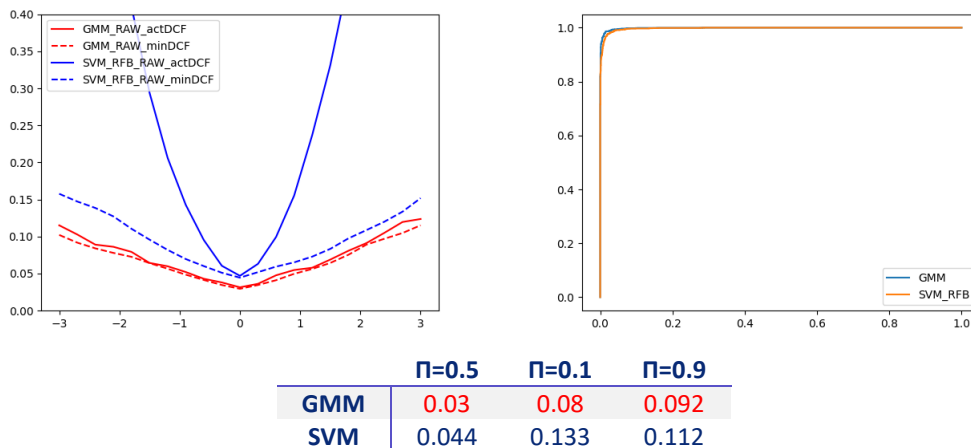 0.40
0.35
0.30
0.25
0.20
0.15
0.10
0.05
0.00
−3 −2 −1 0 1 2 3
GMM_RAW_actDCF
GMM_RAW_minDCF
SVM_RFB_RAW_actDCF
SVM_RFB_RAW_minDCF
1.0
0.8
0.6
0.4
0.2
0.0
0.0 0.2 0.4 0.6 0.8 1.0
GMM
SVM_RFB
Π=0.5 Π=0.1 Π=0.9
GMM 0.03 0.08 0.092
SVM 0.044 0.133 0.112